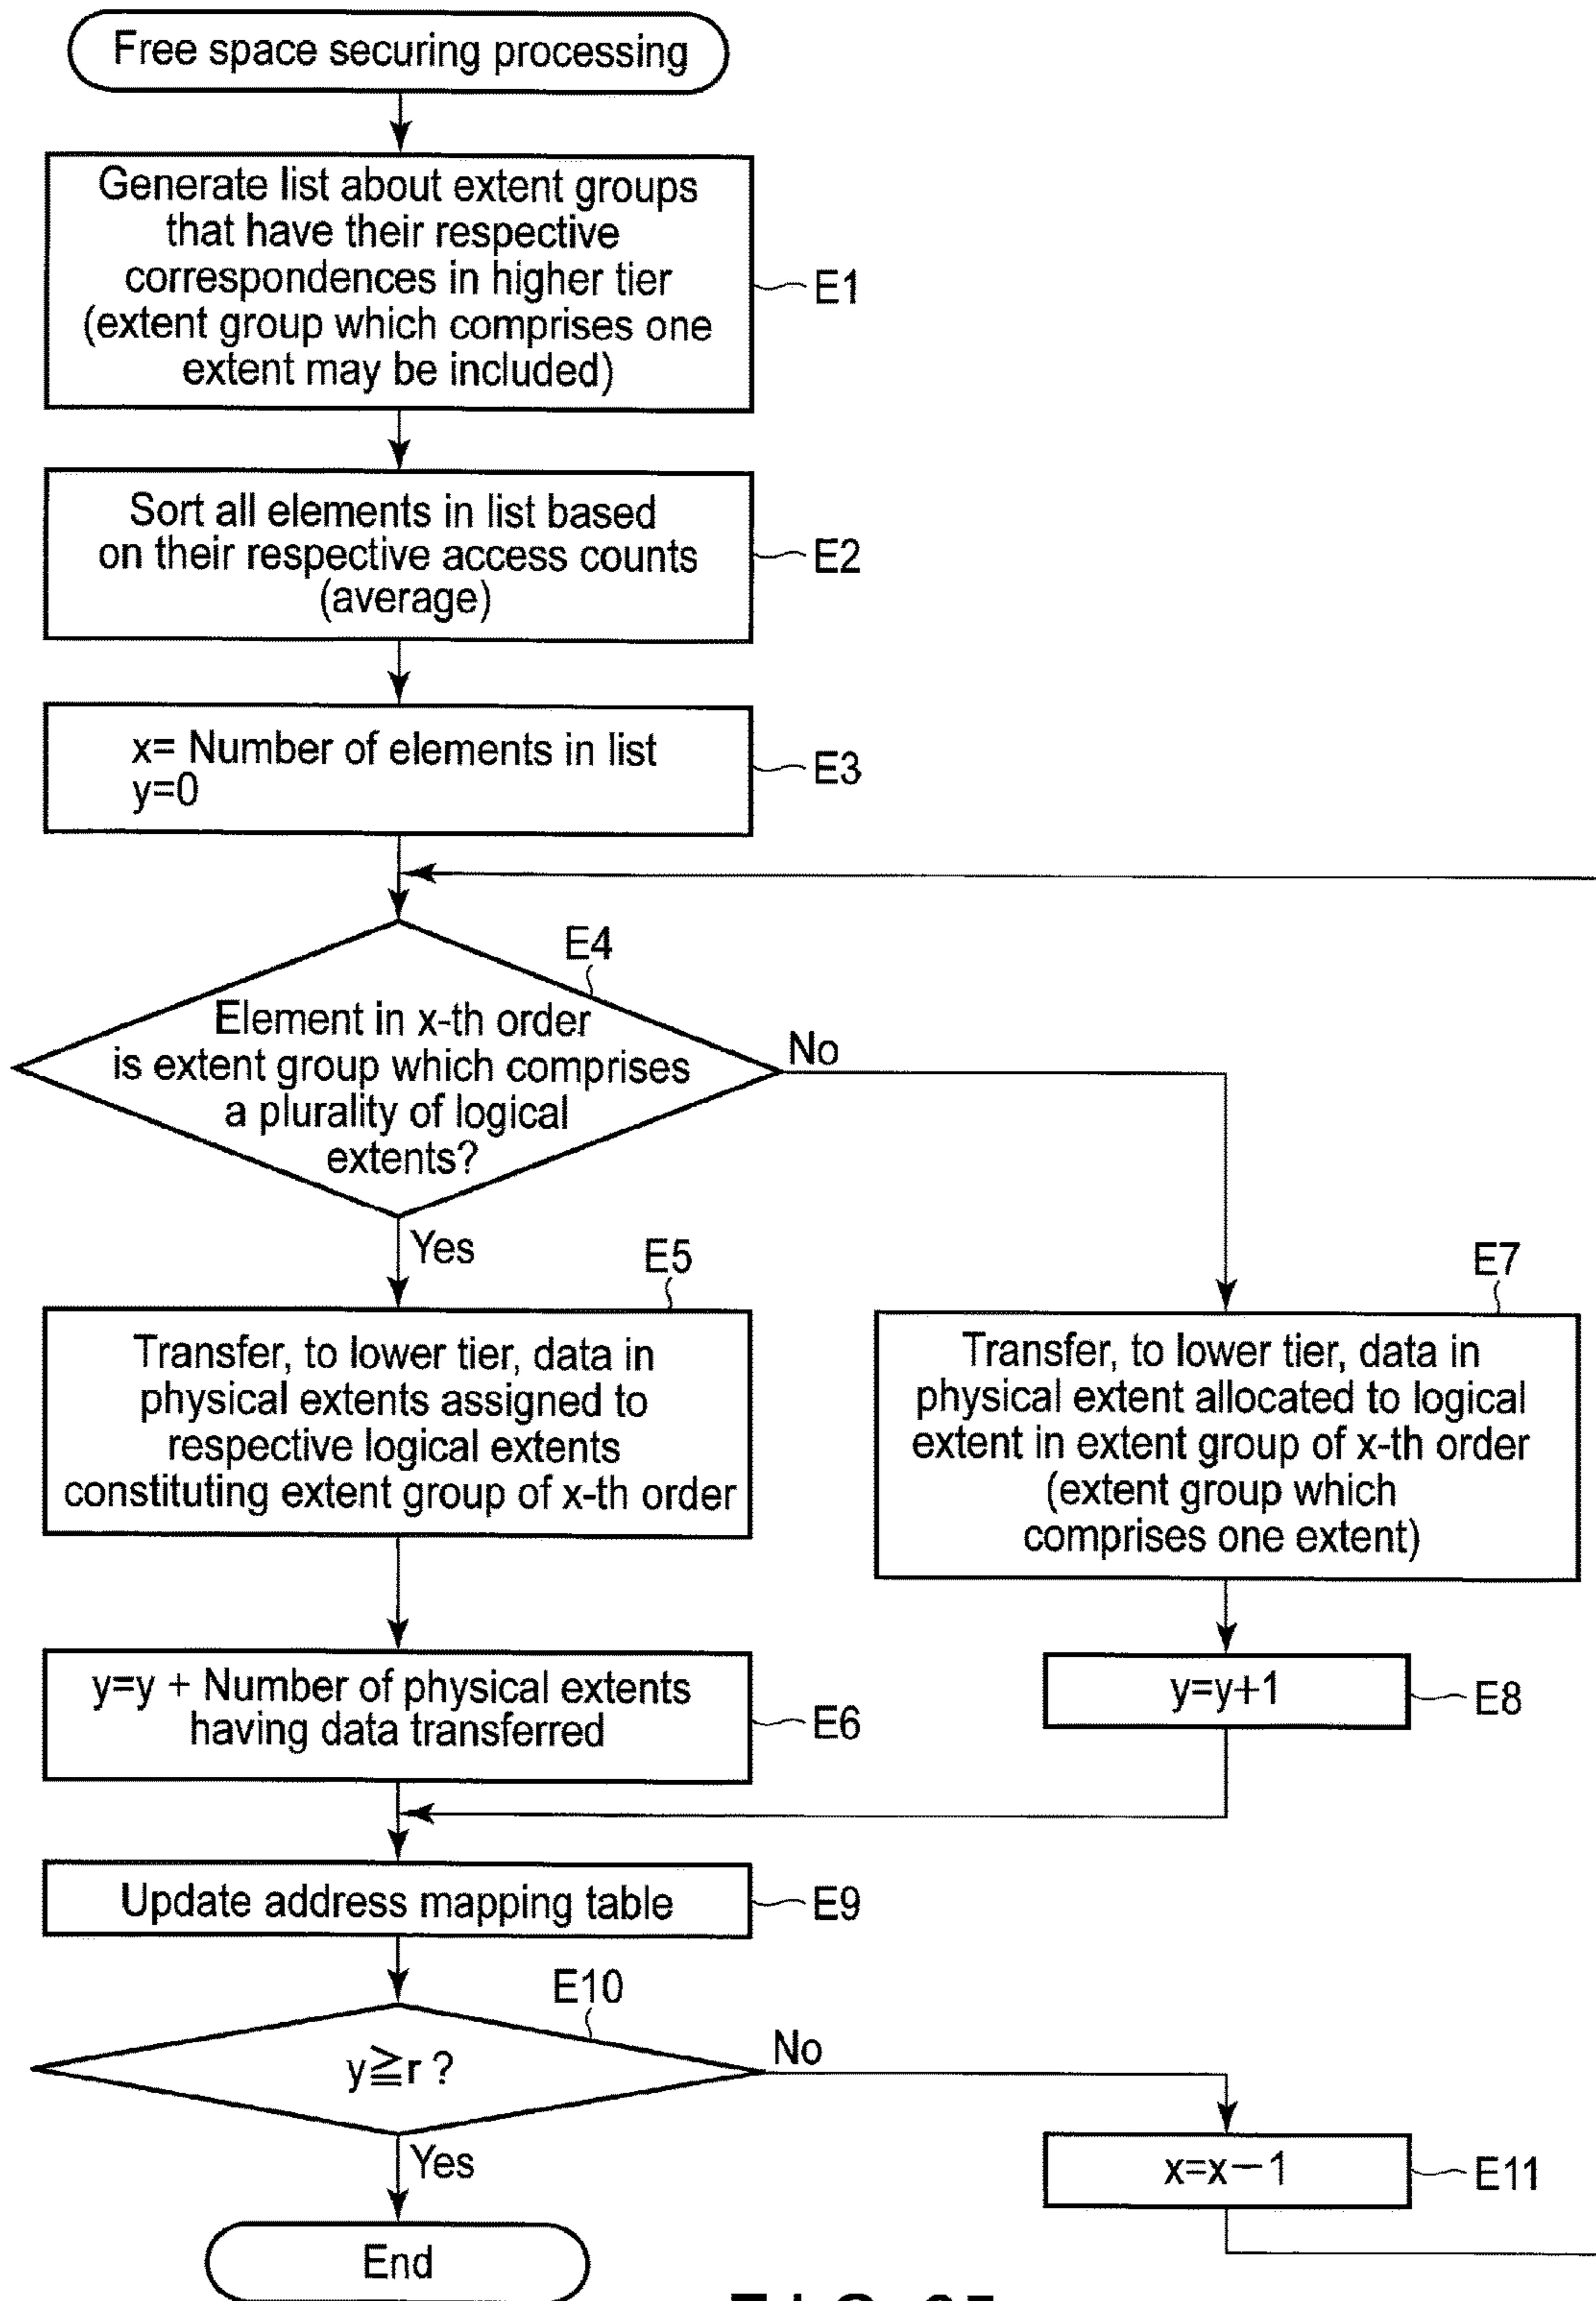 Free space securing processing
Generate list about extent groups
that have their respective
correspondences in higher tier
(extent group which comprises one
extent may be included)
E1
Sort all elements in list based
on their respective access counts
(average)
E2
x= Number of elements in list
y=0
E3
E4
Element in x-th order
is extent group which comprises
a plurality of logical
extents?
No
Yes
E5
Transfer, to lower tier, data in
physical extents assigned to
respective logical extents
constituting extent group of x-th order
E7
Transfer, to lower tier, data in
physical extent allocated to logical
extent in extent group of x-th order
(extent group which
comprises one extent)
y=y + Number of physical extents
having data transferred
E6
y=y+1
E8
Update address mapping table
E9
E10
y≧r ?
No
Yes
x=x−1
E11
End